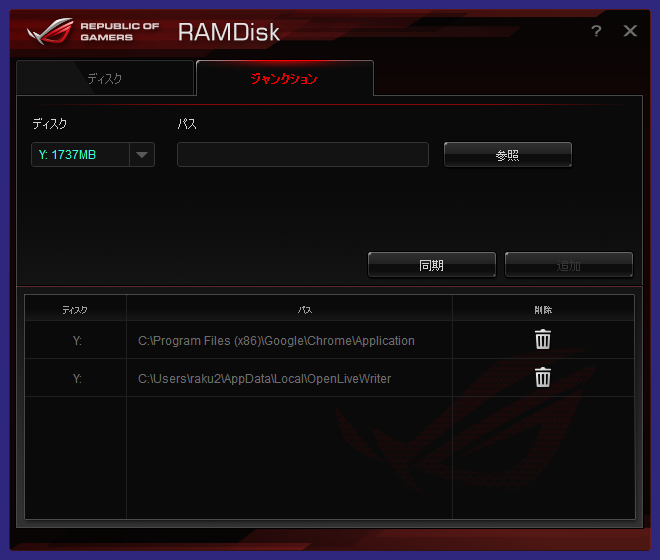 REPUBLIC OF
GAMERS
RAMDisk
?
ディスク
ジャンクション
ディスク
パス
Y: 1737MB
参照
同期
追加
ディスク パス 削除
Y: C:\Program Files (x86)\Google\Chrome\Application
Y: C:\Users\raku2\AppData\Local\OpenLiveWriter